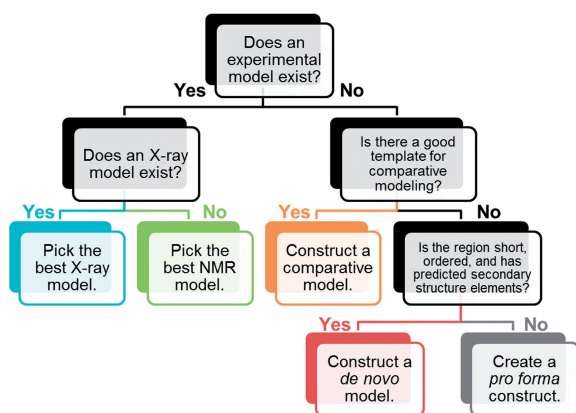 Does an
experimental
model exist?
Yes
No
Does an X-ray
model exist?
Is there a good
template for
comparative
modeling?
Yes
No
Yes
No
Pick the
best X-ray
model.
Pick the
best NMR
model.
Construct a
comparative
model.
Is the region short,
ordered, and has
predicted secondary
structure elements?
Yes
No
Construct a
de novo
model.
Create a
pro forma
construct.